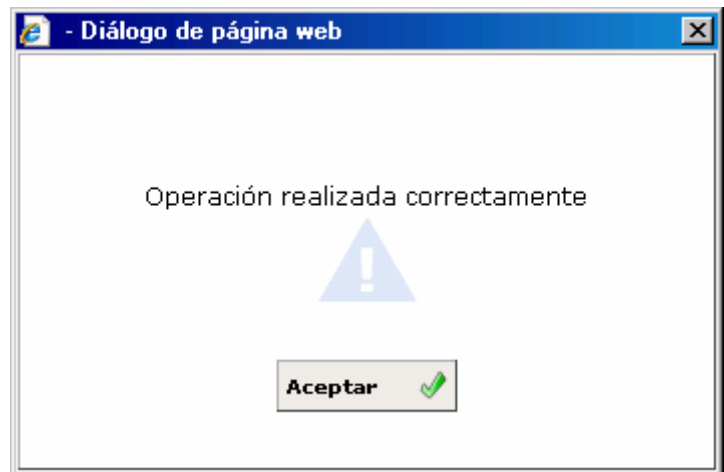 - Diálogo de página web
Operación realizada correctamente
Aceptar